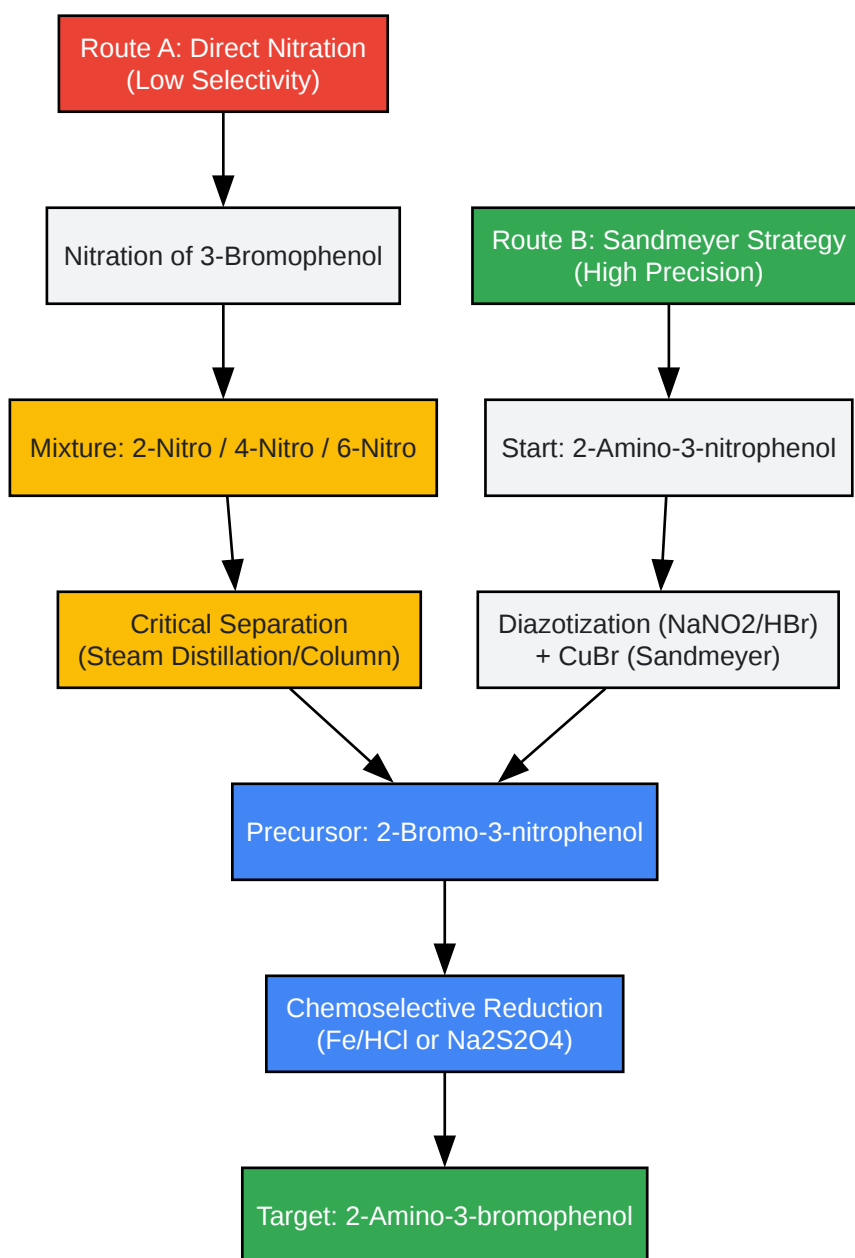 Route A: Direct Nitration
(Low Selectivity)
Nitration of 3-Bromophenol
Route B: Sandmeyer Strategy
(High Precision)
Mixture: 2-Nitro / 4-Nitro / 6-Nitro
Start: 2-Amino-3-nitrophenol
Critical Separation
(Steam Distillation/Column)
Diazotization (NaNO2/HBr)
+ CuBr (Sandmeyer)
Precursor: 2-Bromo-3-nitrophenol
Chemoselective Reduction
(Fe/HCl or Na2S2O4)
Target: 2-Amino-3-bromophenol